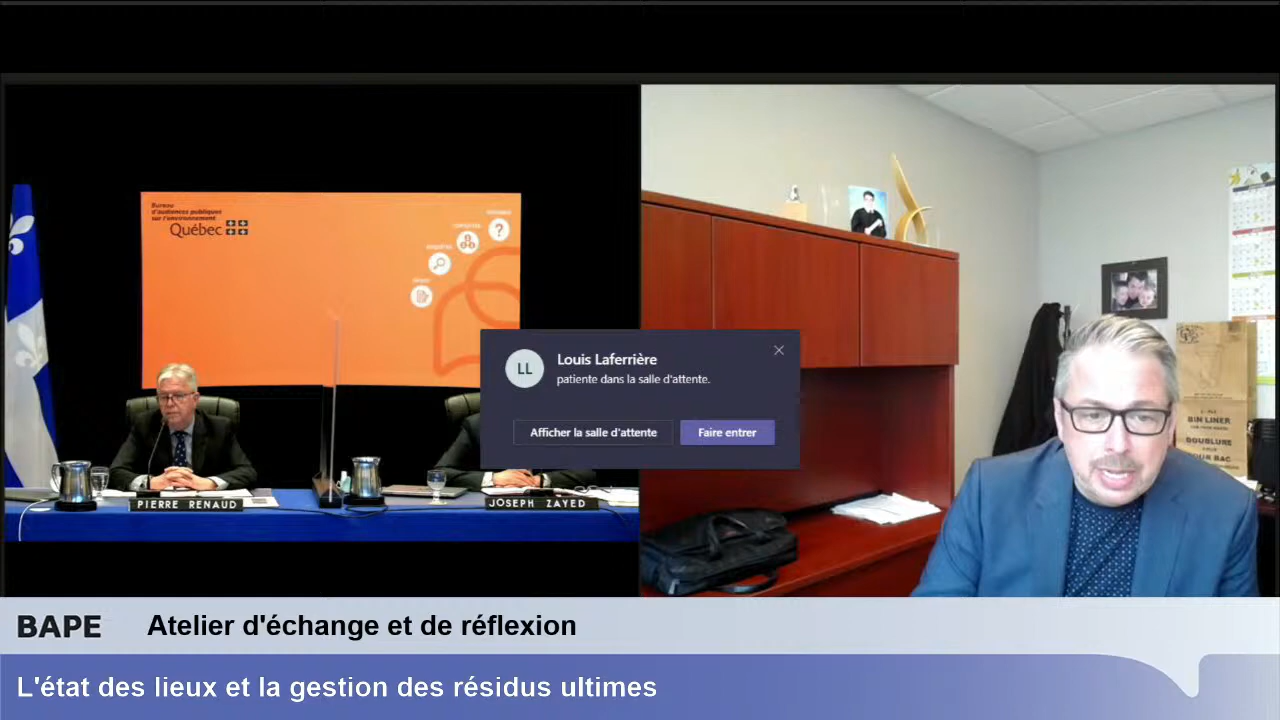 Bureau
d'audiences publiques
sur l'environnement
Québec
?
LL
Louis Laferrière
patiente dans la salle d'attente.
Afficher la salle d'attente
Faire entrer
PIERRE RENAUD
JOSEPH ZAYED
BIN LINER
DOUBLURE
BAPE
Atelier d'échange et de réflexion
L'état des lieux et la gestion des résidus ultimes